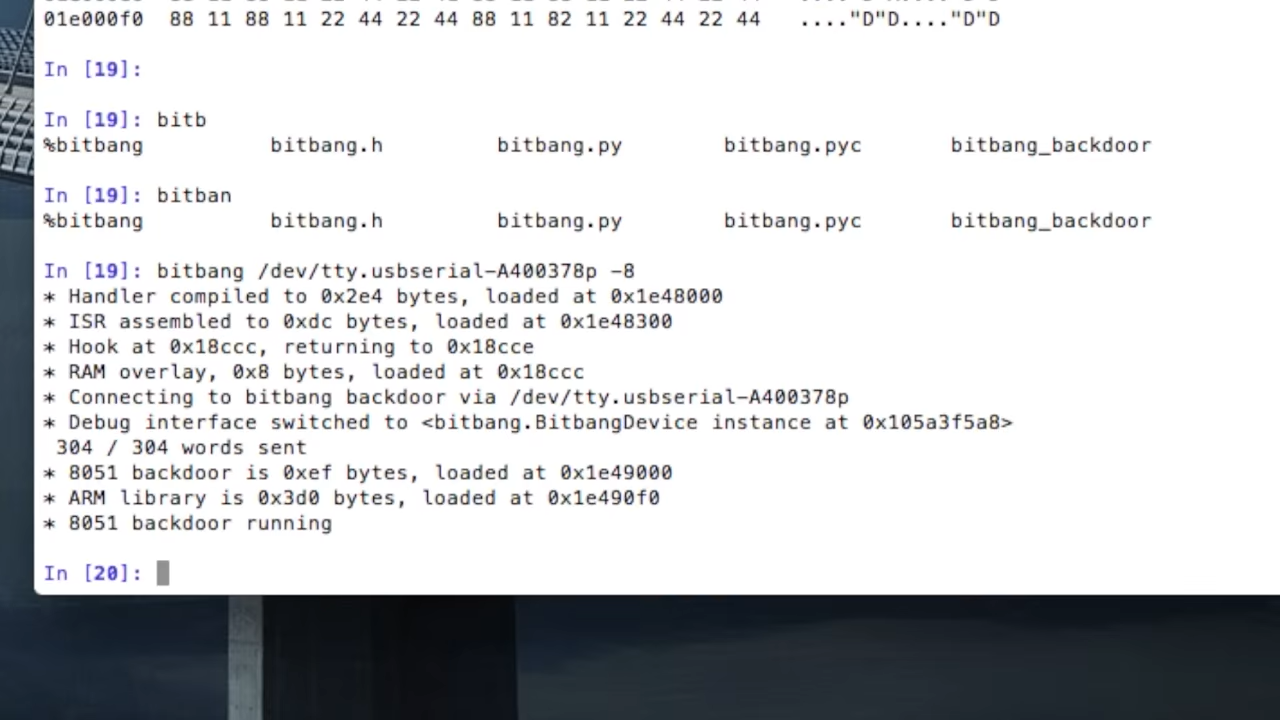 01e000f0  88 11 88 11 22 44 22 44 88 11 82 11 22 44 22 44   ...."D"D...."D"D
In [19]:
In [19]: bitb
%bitbang          bitbang.h         bitbang.py        bitbang.pyc       bitbang_backdoor
In [19]: bitban
%bitbang          bitbang.h         bitbang.py        bitbang.pyc       bitbang_backdoor
In [19]: bitbang /dev/tty.usbserial-A400378p -8
* Handler compiled to 0x2e4 bytes, loaded at 0x1e48000
* ISR assembled to 0xdc bytes, loaded at 0x1e48300
* Hook at 0x18ccc, returning to 0x18cce
* RAM overlay, 0x8 bytes, loaded at 0x18ccc
* Connecting to bitbang backdoor via /dev/tty.usbserial-A400378p
* Debug interface switched to <bitbang.BitbangDevice instance at 0x105a3f5a8>
 304 / 304 words sent
* 8051 backdoor is 0xef bytes, loaded at 0x1e49000
* ARM library is 0x3d0 bytes, loaded at 0x1e490f0
* 8051 backdoor running
In [20]: